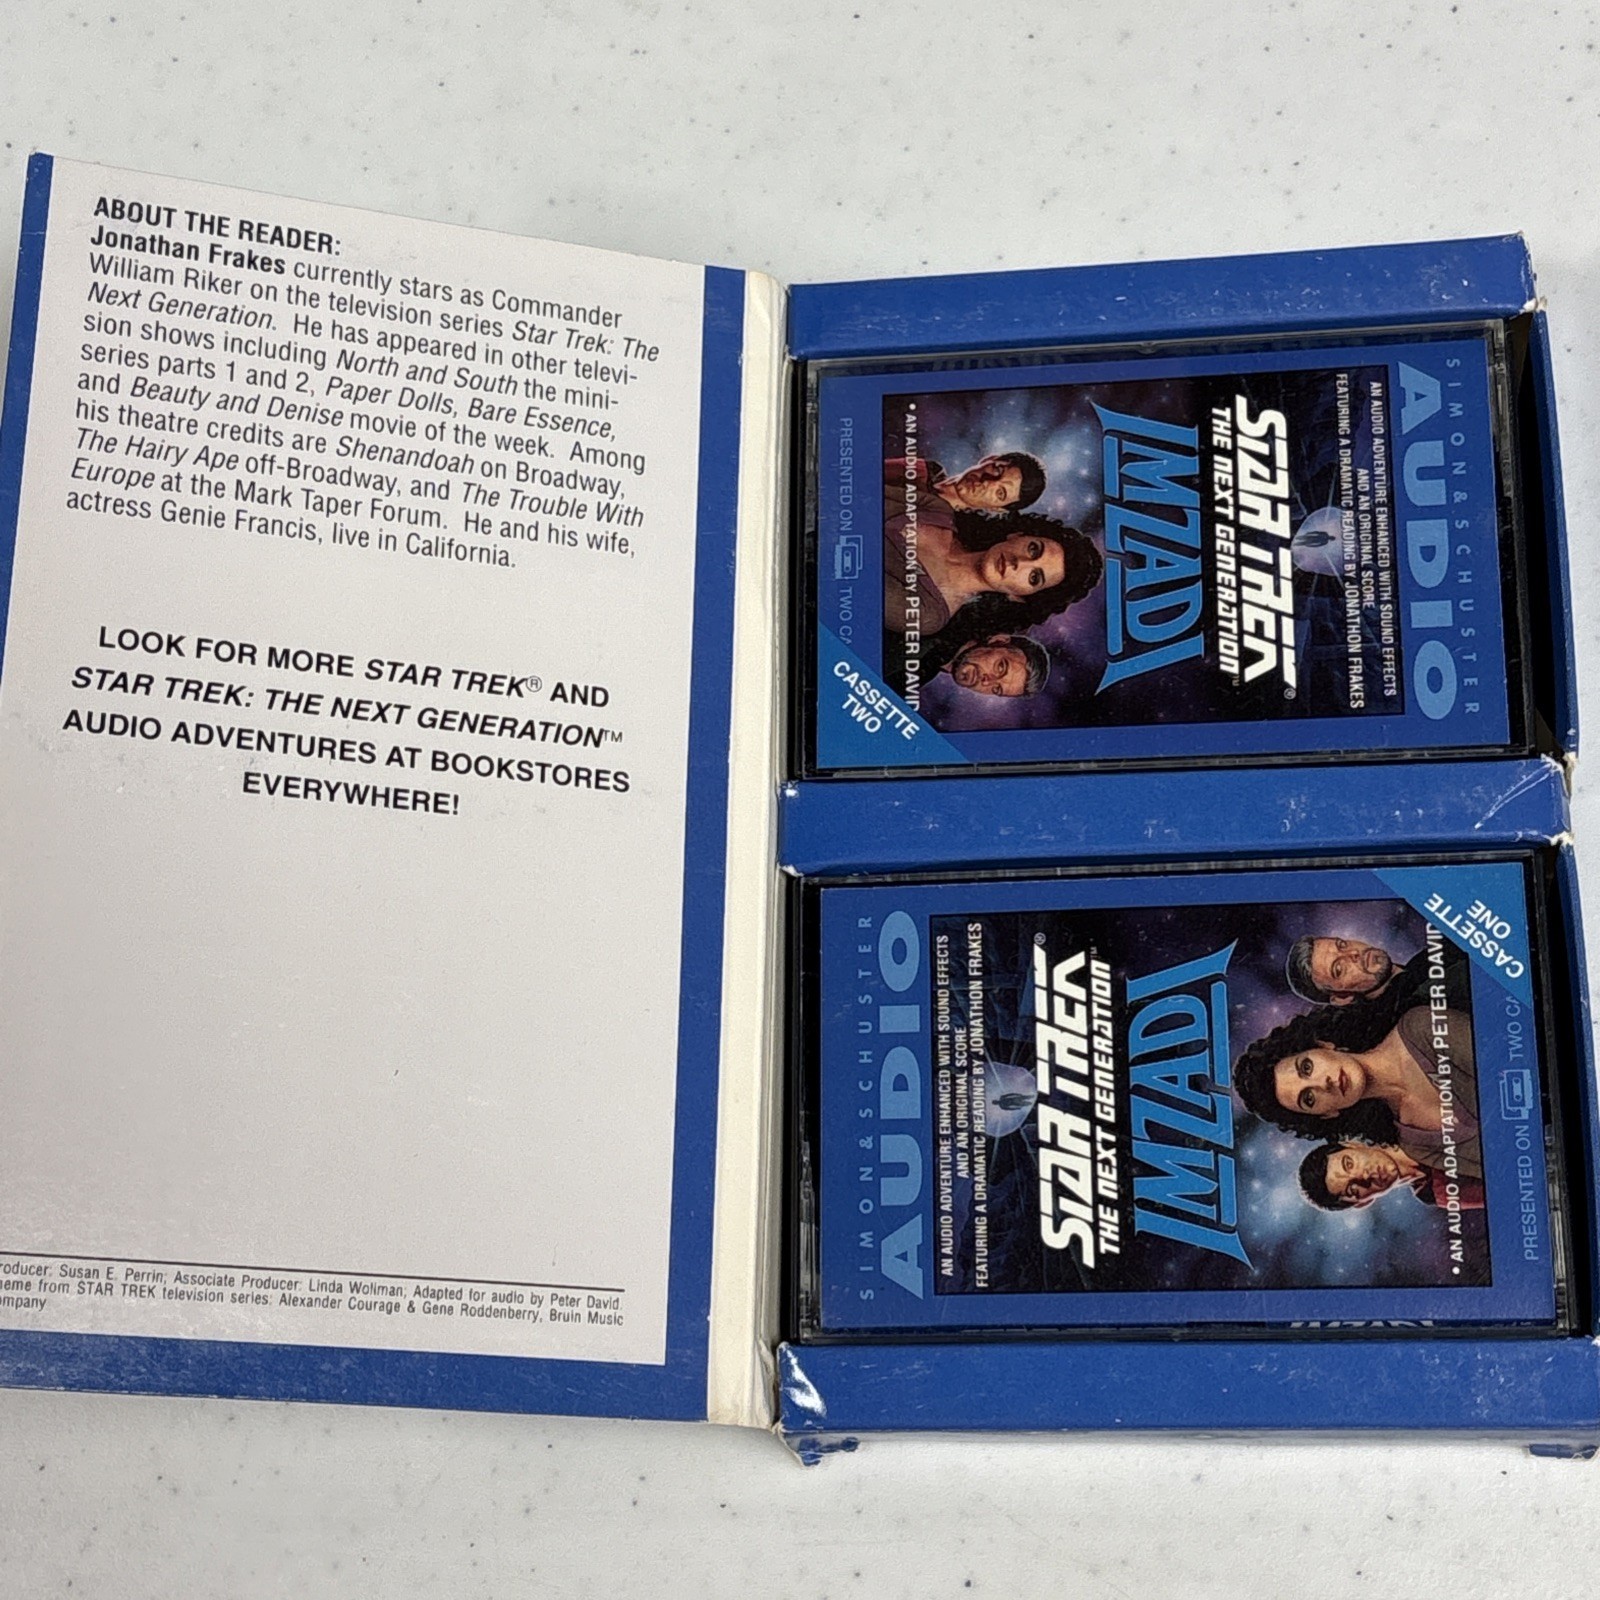 ABOUT THE READER:
Jonathan Frakes currently stars as Commander
William Riker on the television series Star Trek: The
Next Generation. He has appeared in other televi-
sion shows including North and South the mini-
series parts 1 and 2, Paper Dolls, Bare Essence,
and Beauty and Denise movie of the week. Among
his theatre credits are Shenandoah on Broadway,
The Hairy Ape off-Broadway, and The Trouble With
Europe at the Mark Taper Forum. He and his wife,
actress Genie Francis, live in California.
LOOK FOR MORE STAR TREK® AND
STAR TREK: THE NEXT GENERATION™
AUDIO ADVENTURES AT BOOKSTORES
EVERYWHERE!
roducer: Susan E. Perrin; Associate Producer: Linda Wollman; Adapted for audio by Peter David.
eme from STAR TREK television series: Alexander Courage & Gene Roddenberry, Bruin Music
ompany
SIMON & SCHUSTER
AUDIO
AN AUDIO ADVENTURE ENHANCED WITH SOUND EFFECTS
AND AN ORIGINAL SCORE
FEATURING A DRAMATIC READING BY JONATHON FRAKES
STAR TREK®
THE NEXT GENERATION™
IMZADI
• AN AUDIO ADAPTATION BY PETER DAVID
PRESENTED ON TWO CA
CASSETTE
TWO
SIMON & SCHUSTER
AUDIO
AN AUDIO ADVENTURE ENHANCED WITH SOUND EFFECTS
AND AN ORIGINAL SCORE
FEATURING A DRAMATIC READING BY JONATHON FRAKES
STAR TREK®
THE NEXT GENERATION™
IMZADI
• AN AUDIO ADAPTATION BY PETER DAVID
PRESENTED ON TWO CA
CASSETTE
ONE